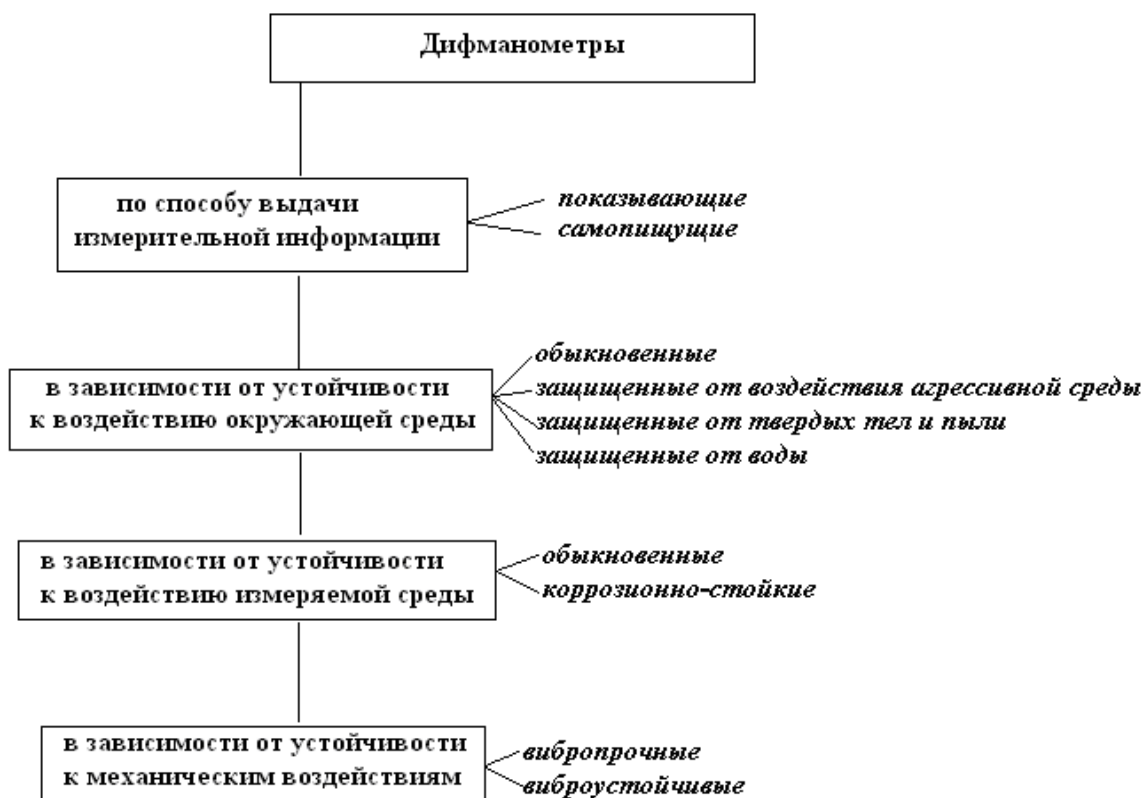 Дифманометры
по способу выдачи
измерительной информации
показывающие
самопищущие
в зависимости от устойчивости
к воздействию окружающей среды
обыкновенные
защищенные от воздействия агрессивной среды
защищенные от твердых тел и пыли
защищенные от воды
в зависимости от устойчивости
к воздействию измеряемой среды
обыкновенные
коррозионно-стойкие
в зависимости от устойчивости
к механическим воздействиям
вибропрочные
виброустойчивые